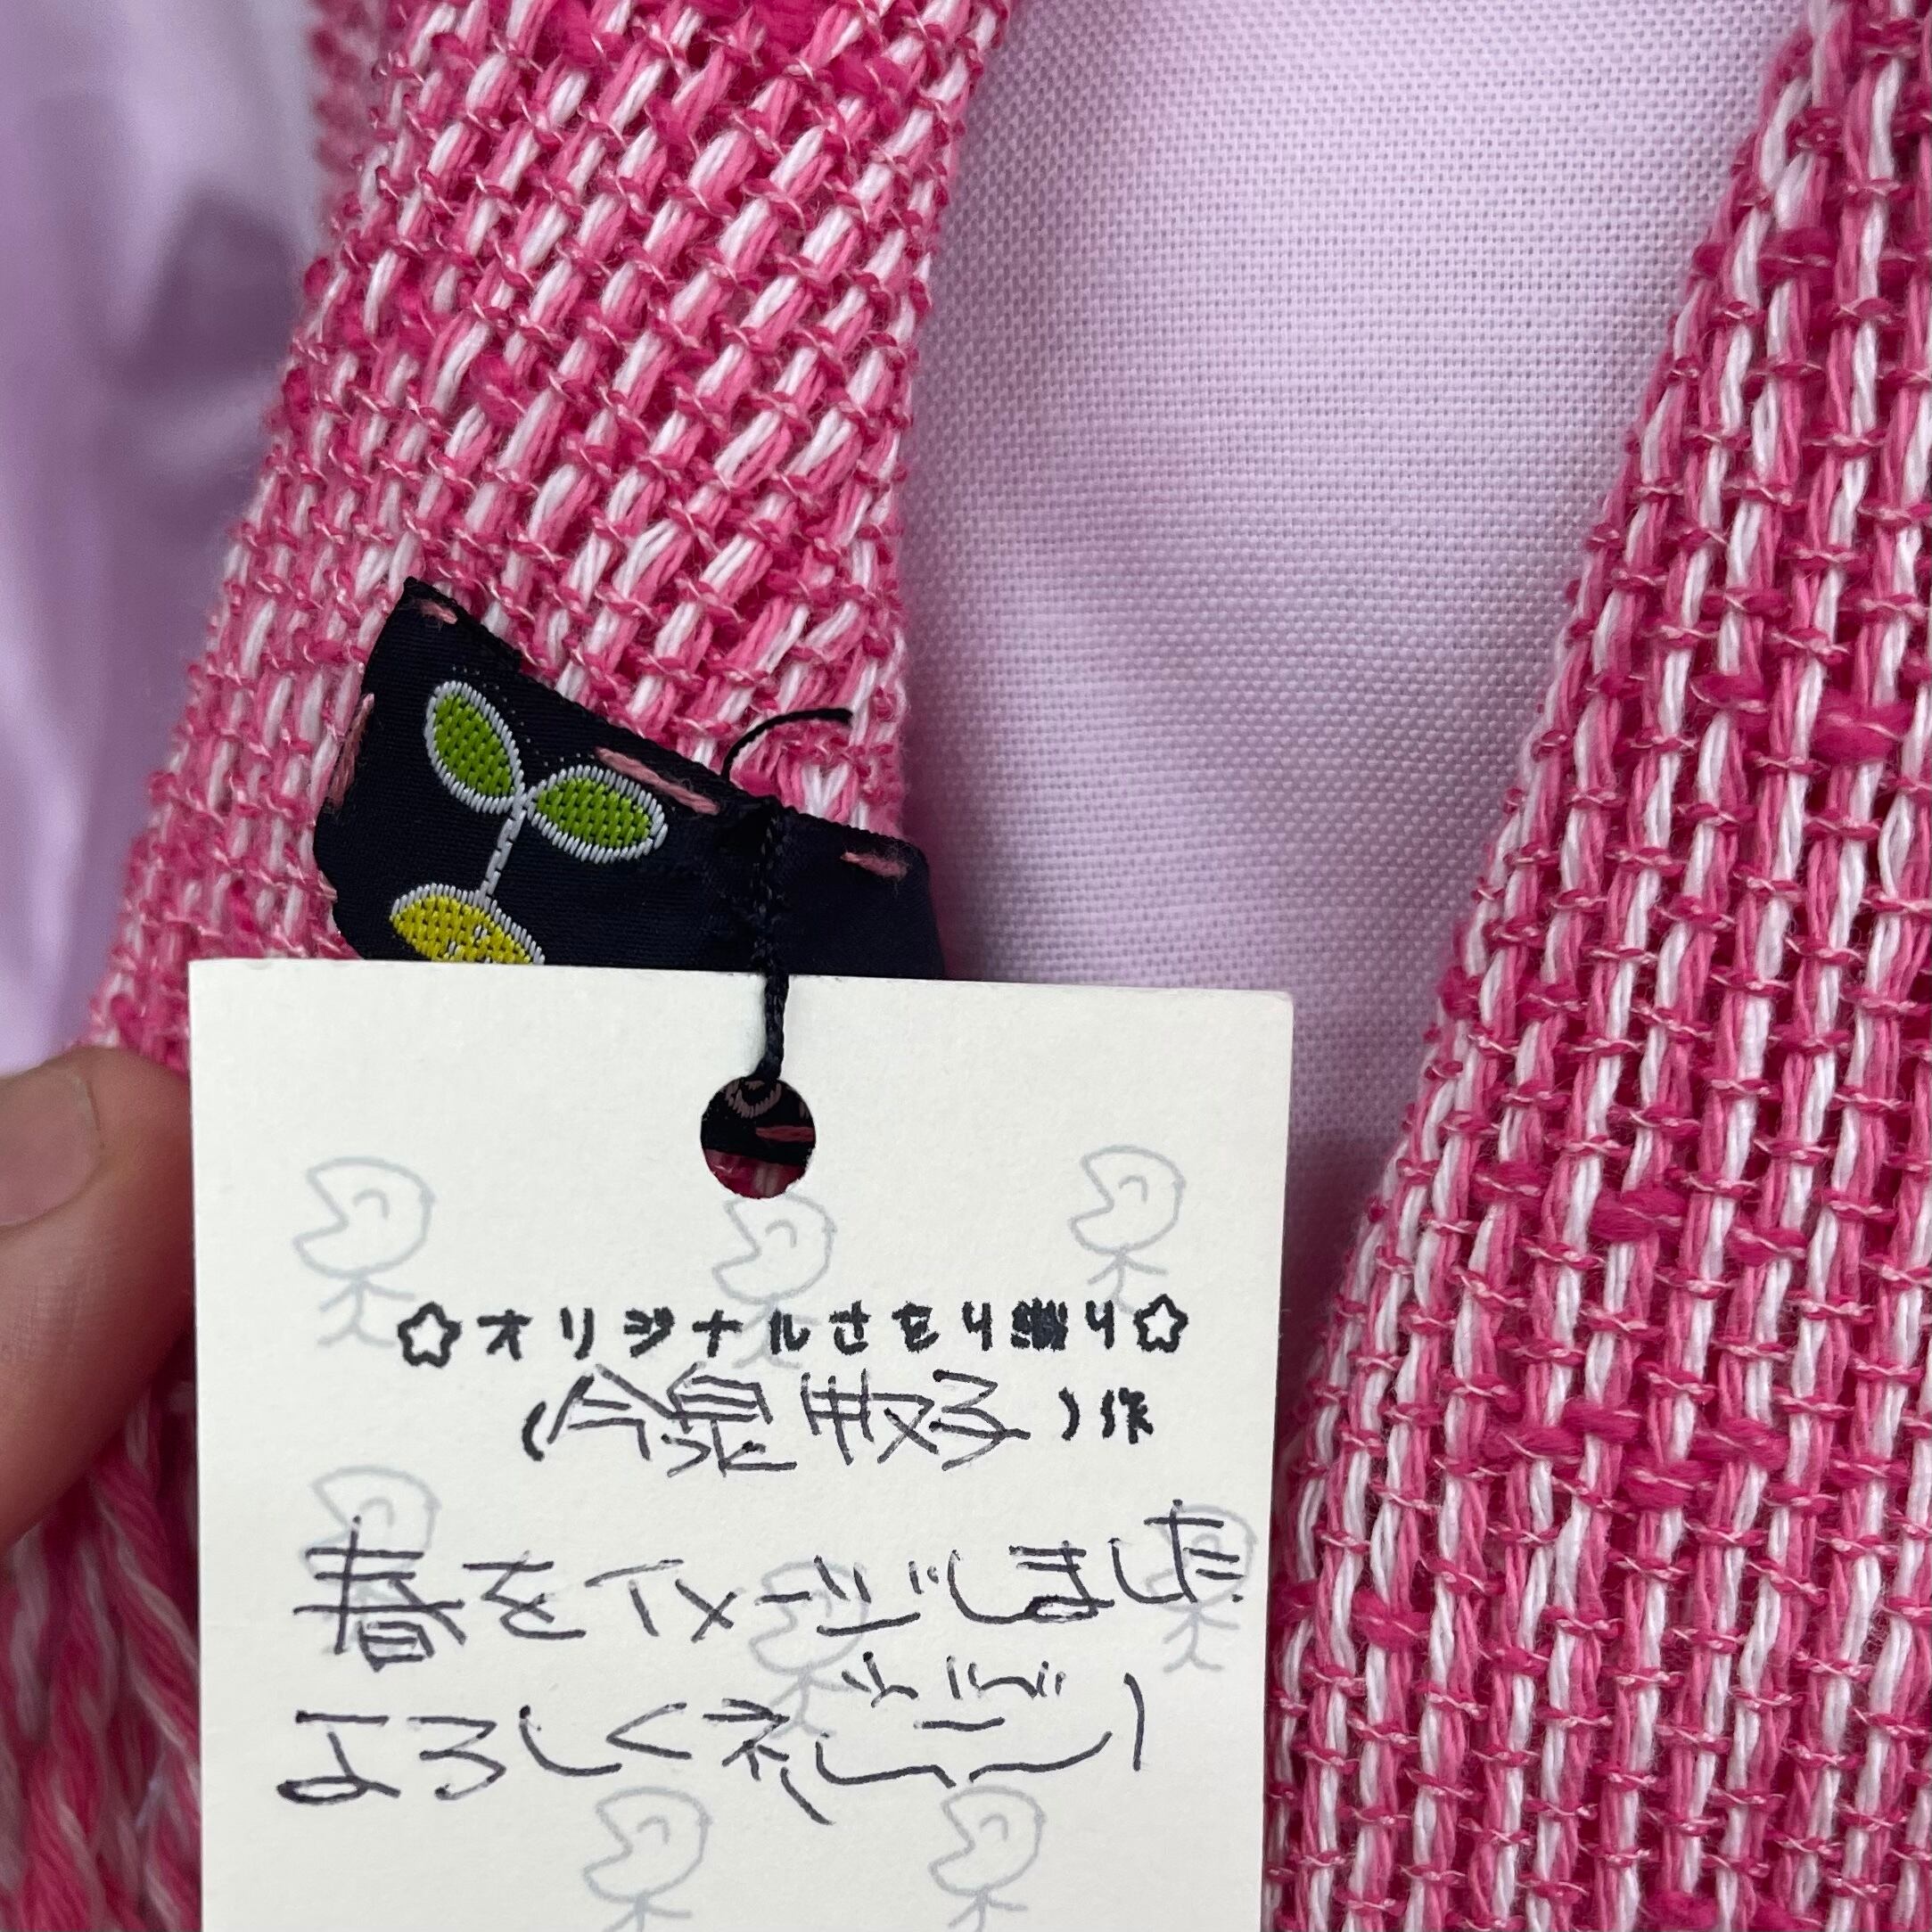 ☆オリジナルさをり織り☆
(今泉牧子)作
春をイメージしました
よろしくネ